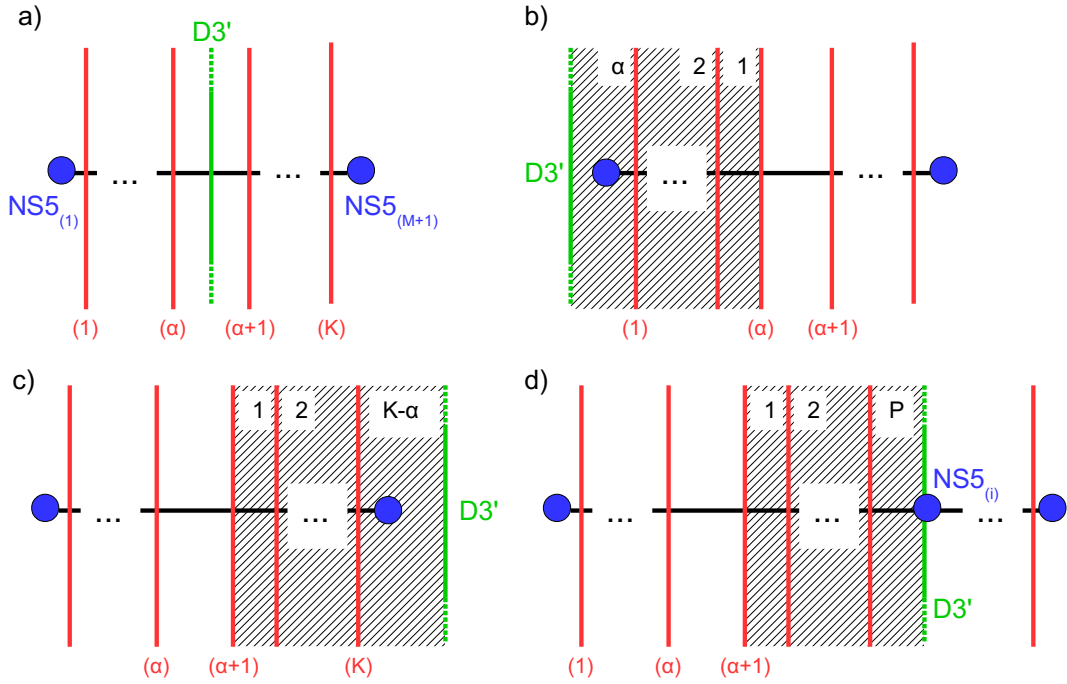 a)
D3'
...
...
NS5(1)
NS5(M+1)
(1)
(α)
(α+1)
(K)
b)
α
2
1
D3'
...
...
(1)
(α)
(α+1)
c)
1
2
K-α
...
...
D3'
(α)
(α+1)
(K)
d)
1
2
P
NS5(i)
...
...
...
D3'
(1)
(α)
(α+1)